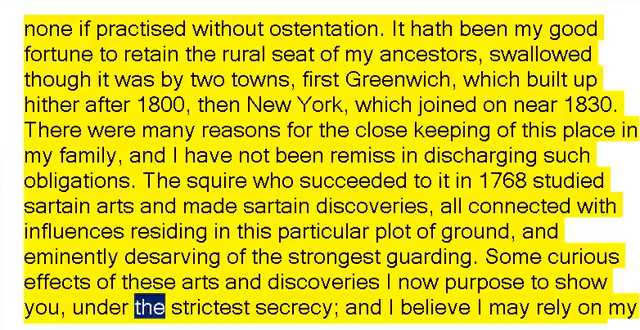 none if practised without ostentation. It hath been my good
fortune to retain the rural seat of my ancestors, swallowed
though it was by two towns, first Greenwich, which built up
hither after 1800, then New York, which joined on near 1830.
There were many reasons for the close keeping of this place in
my family, and I have not been remiss in discharging such
obligations. The squire who succeeded to it in 1768 studied
sartain arts and made sartain discoveries, all connected with
influences residing in this particular plot of ground, and
eminently desarving of the strongest guarding. Some curious
effects of these arts and discoveries I now purpose to show
you, under the strictest secrecy; and I believe I may rely on my